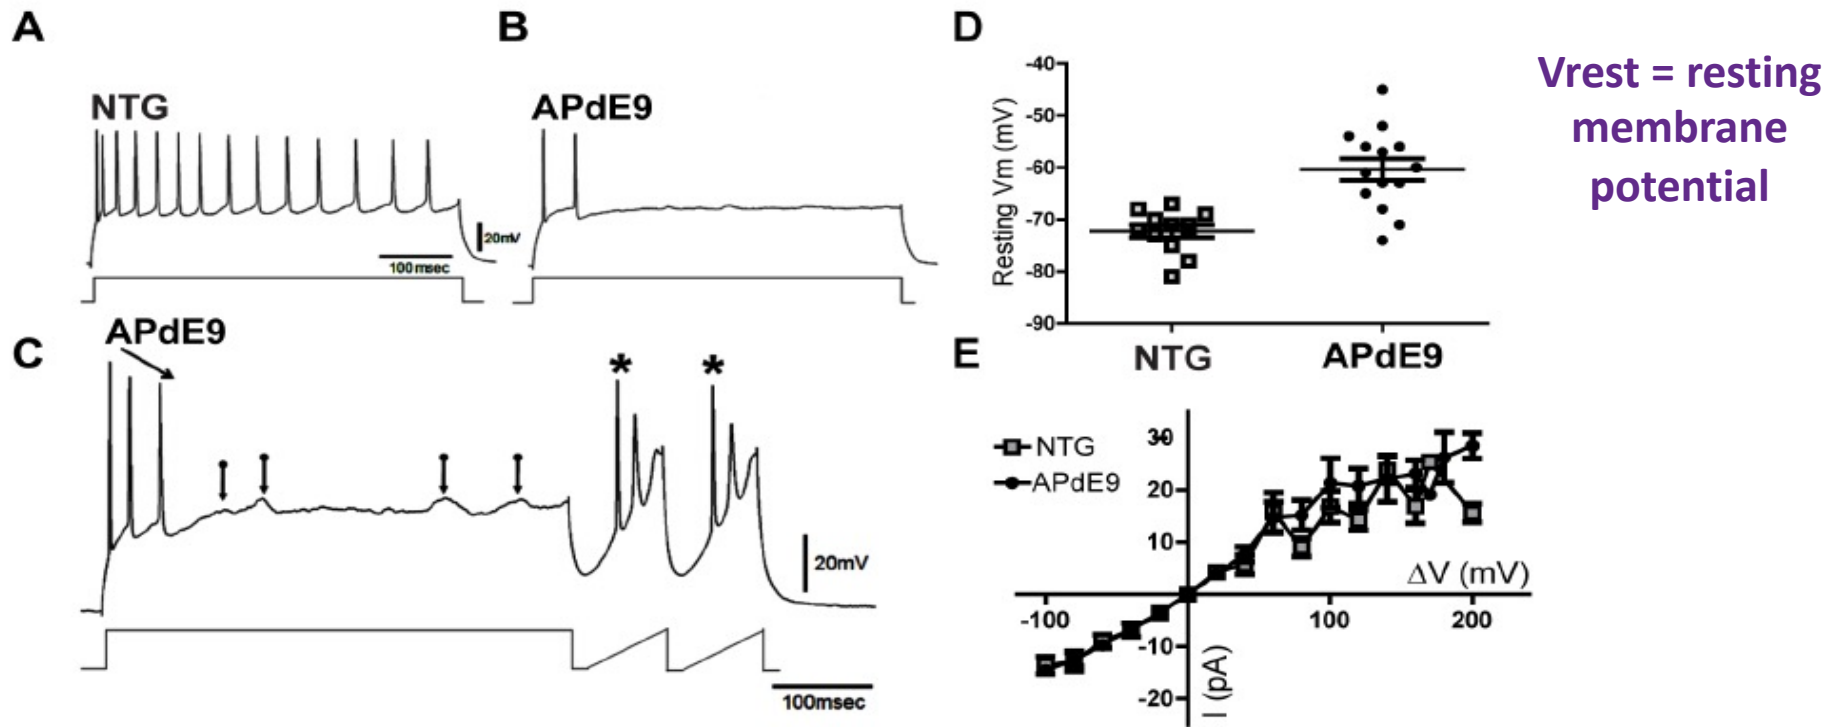 A
NTG
20mV
100 msec
B
APdE9
C
APdE9
*
*
20mV
100msec
D
Resting Vm (mV)
-40
-50
-60
-70
-80
-90
NTG
APdE9
Vrest = resting
membrane
potential
E
NTG
APdE9
30
20
10
-10
-20
-100
100
200
ΔV (mV)
I (pA)